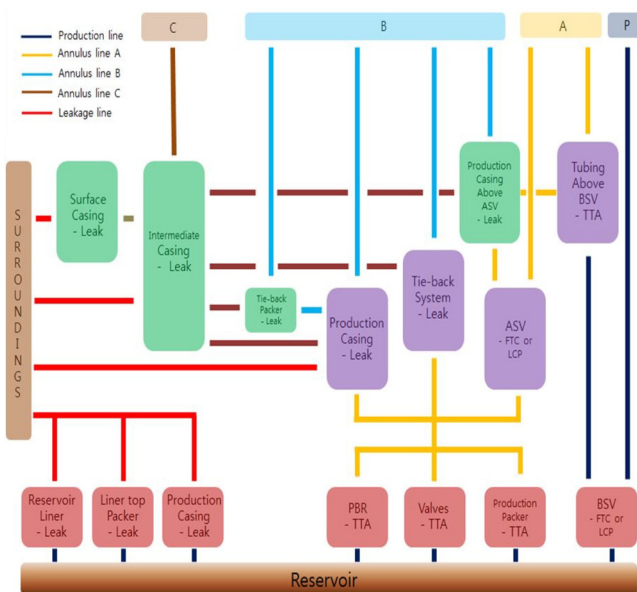 C
B
A
P
Production line
Annulus line A
Annulus line B
Annulus line C
Leakage line
SURROUNDINGS
Surface
Casing
- Leak
Intermediate
Casing
- Leak
Tie-back
Packer
- Leak
Production
Casing
- Leak
Tie-back
System
- Leak
Production
Casing
Above
ASV
- Leak
ASV
- FTC or
LCP
Tubing
Above
BSV
- TTA
Reservoir
Liner
- Leak
Liner top
Packer
- Leak
Production
Casing
- Leak
PBR
- TTA
Valves
- TTA
Production
Packer
- TTA
BSV
- FTC or
LCP
Reservoir